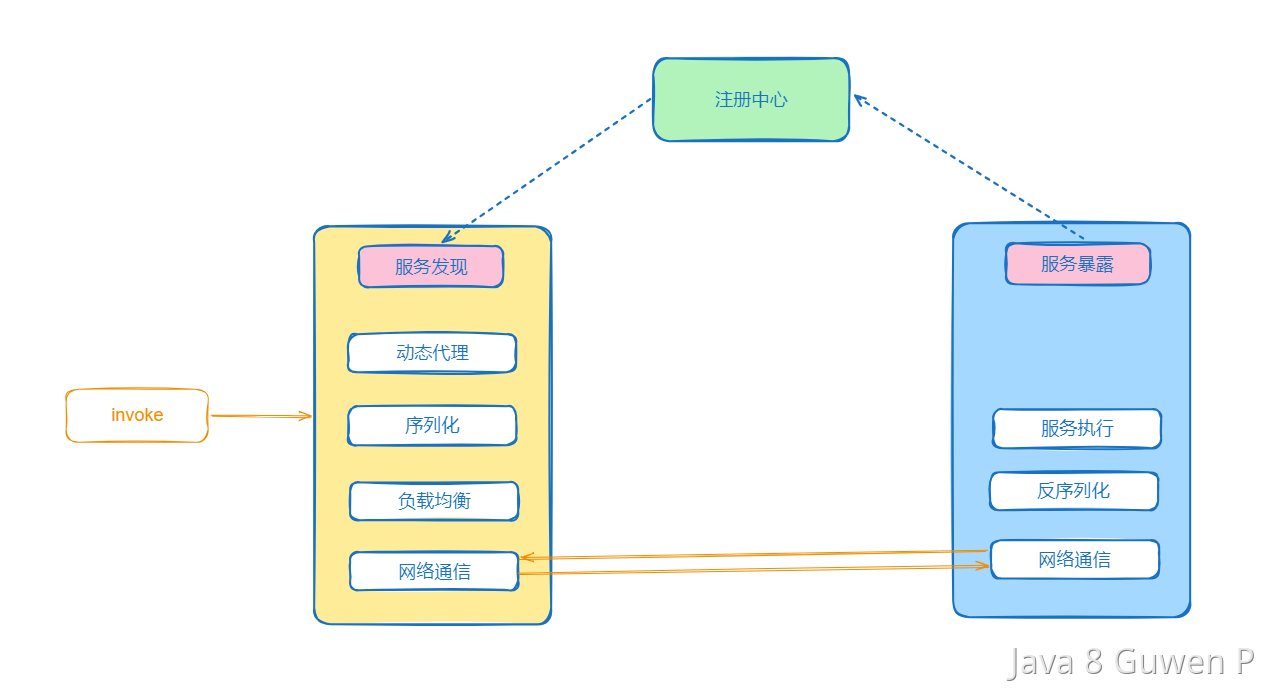 注册中心
服务发现
服务暴露
动态代理
invoke
序列化
服务执行
负载均衡
反序列化
网络通信
网络通信
Java 8 Guwen P